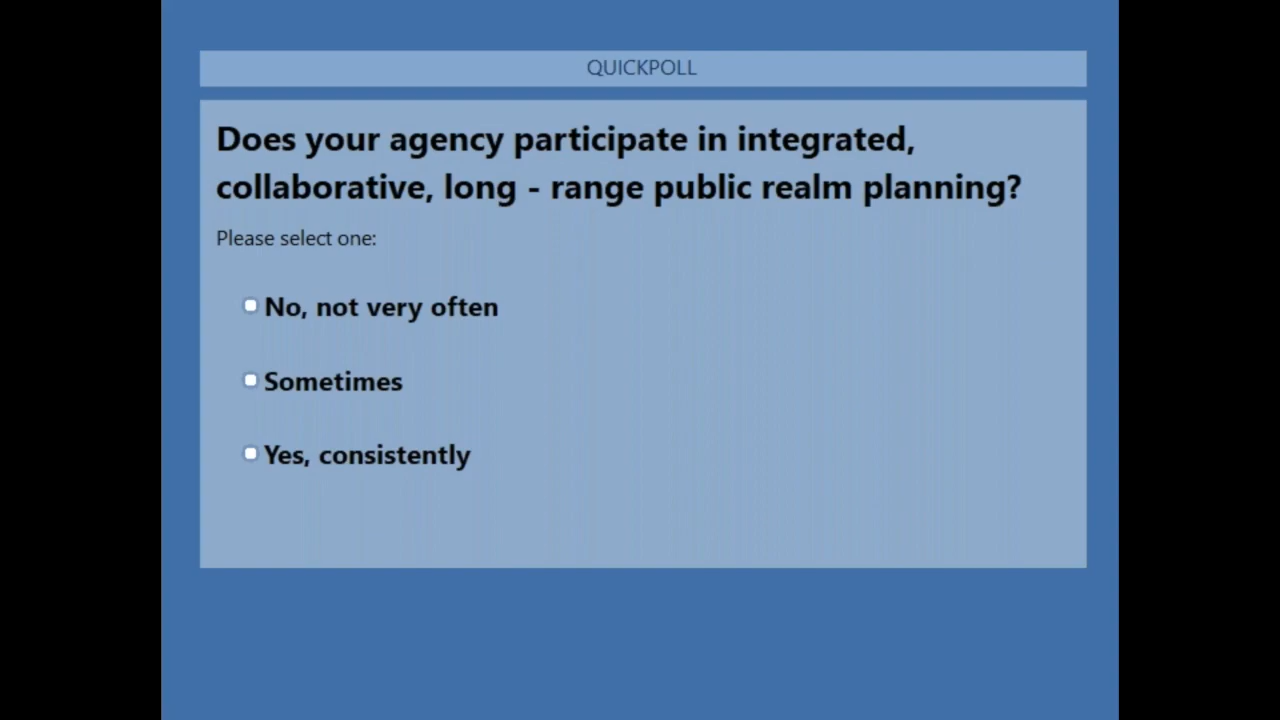 QUICKPOLL
Does your agency participate in integrated,
collaborative, long - range public realm planning?
Please select one:
No, not very often
Sometimes
Yes, consistently